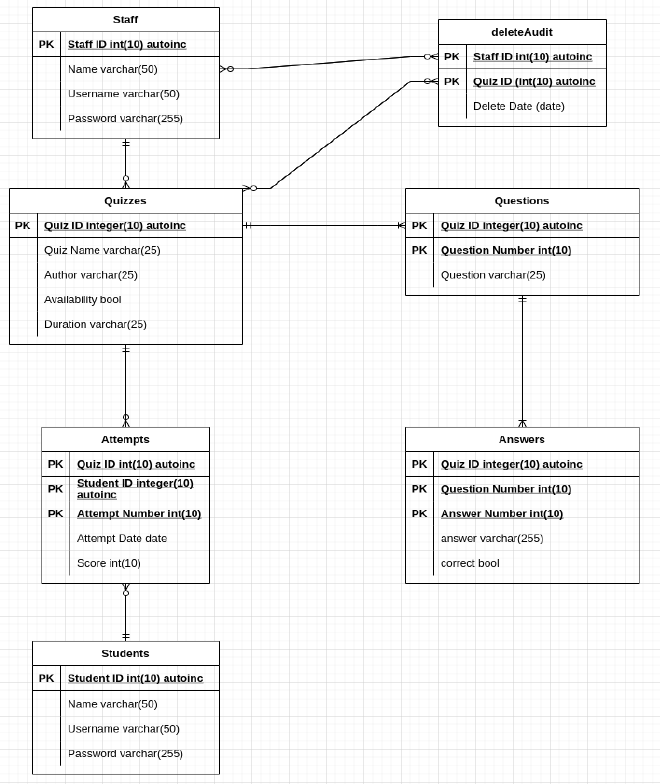 Staff
PK Staff ID int(10) autoinc
Name varchar(50)
Username varchar(50)
Password varchar(255)
deleteAudit
PK Staff ID int(10) autoinc
PK Quiz ID (int(10) autoinc
Delete Date (date)
Quizzes
PK Quiz ID integer(10) autoinc
Quiz Name varchar(25)
Author varchar(25)
Availability bool
Duration varchar(25)
Questions
PK Quiz ID integer(10) autoinc
PK Question Number int(10)
Question varchar(25)
Attempts
PK Quiz ID int(10) autoinc
PK Student ID integer(10)
autoinc
PK Attempt Number int(10)
Attempt Date date
Score int(10)
Answers
PK Quiz ID integer(10) autoinc
PK Question Number int(10)
PK Answer Number int(10)
answer varchar(255)
correct bool
Students
PK Student ID int(10) autoinc
Name varchar(50)
Username varchar(50)
Password varchar(255)